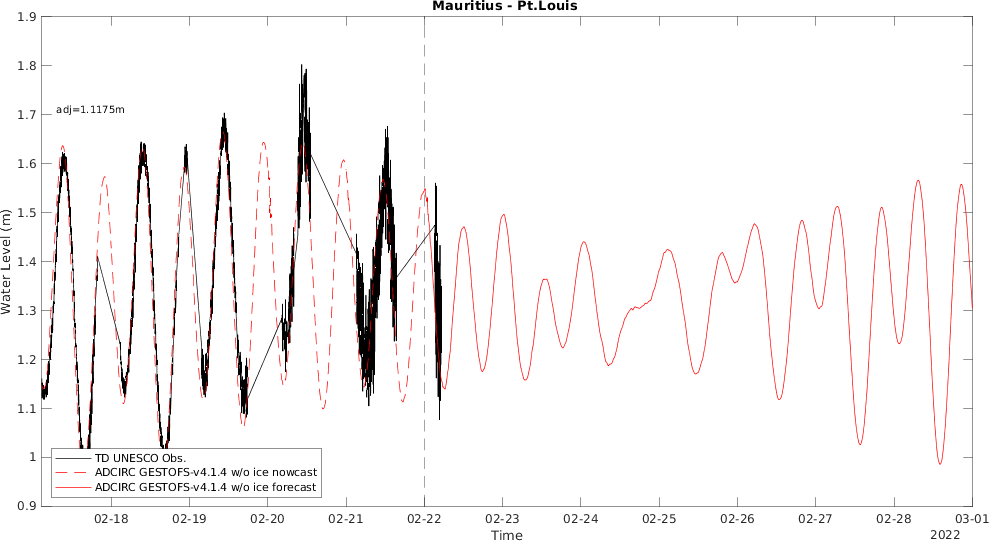 Mauritius - Pt.Louis
1.9
1.8
1.7
1.6
1.5
1.4
1.3
1.2
1.1
1
0.9
Water Level (m)
adj=1.1175m
TD UNESCO Obs.
ADCIRC GESTOFS-v4.1.4 w/o ice nowcast
ADCIRC GESTOFS-v4.1.4 w/o ice forecast
02-18 02-19 02-20 02-21 02-22 02-23 02-24 02-25 02-26 02-27 02-28 03-01
Time
2022